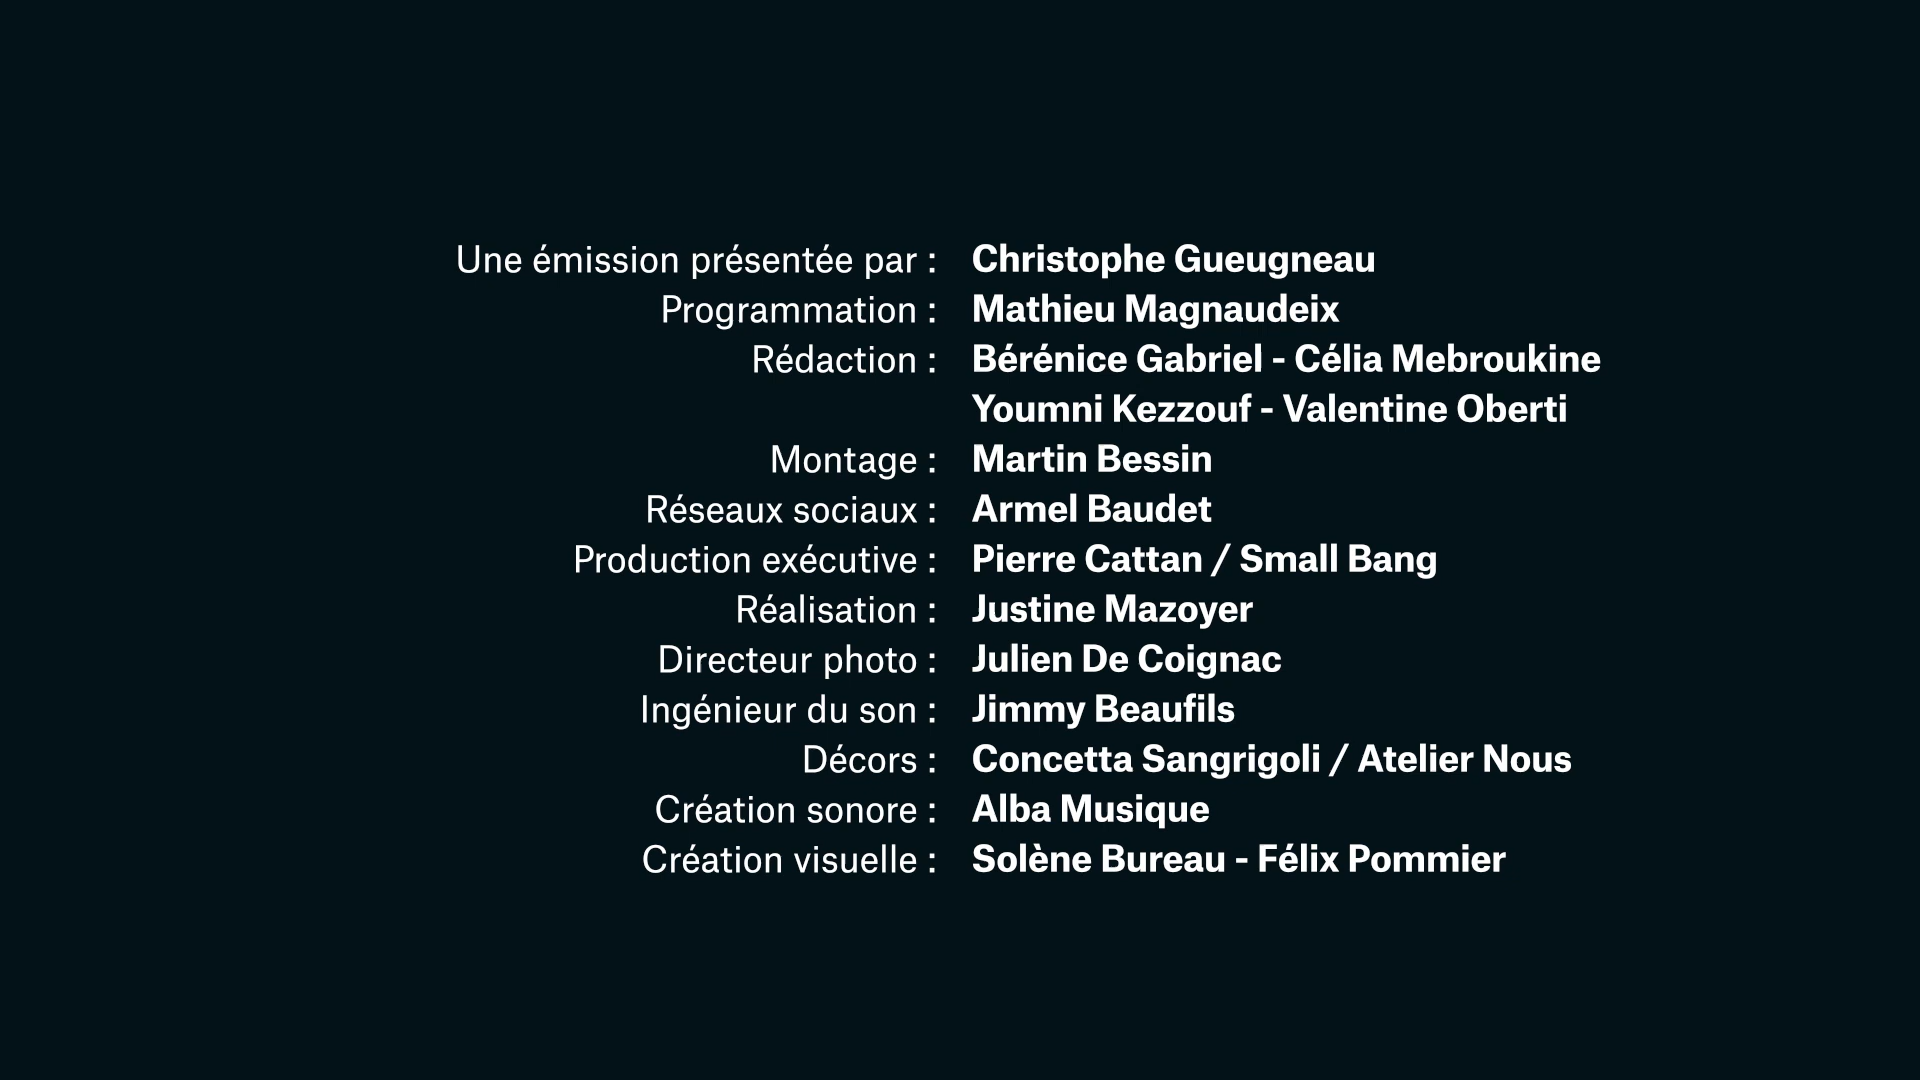 Une émission présentée par : Christophe Gueugneau
Programmation : Mathieu Magnaudeix
Rédaction : Bérénice Gabriel - Célia Mebroukine
Youmni Kezzouf - Valentine Oberti
Montage : Martin Bessin
Réseaux sociaux : Armel Baudet
Production exécutive : Pierre Cattan / Small Bang
Réalisation : Justine Mazoyer
Directeur photo : Julien De Coignac
Ingénieur du son : Jimmy Beaufils
Décors : Concetta Sangrigoli / Atelier Nous
Création sonore : Alba Musique
Création visuelle : Solène Bureau - Félix Pommier